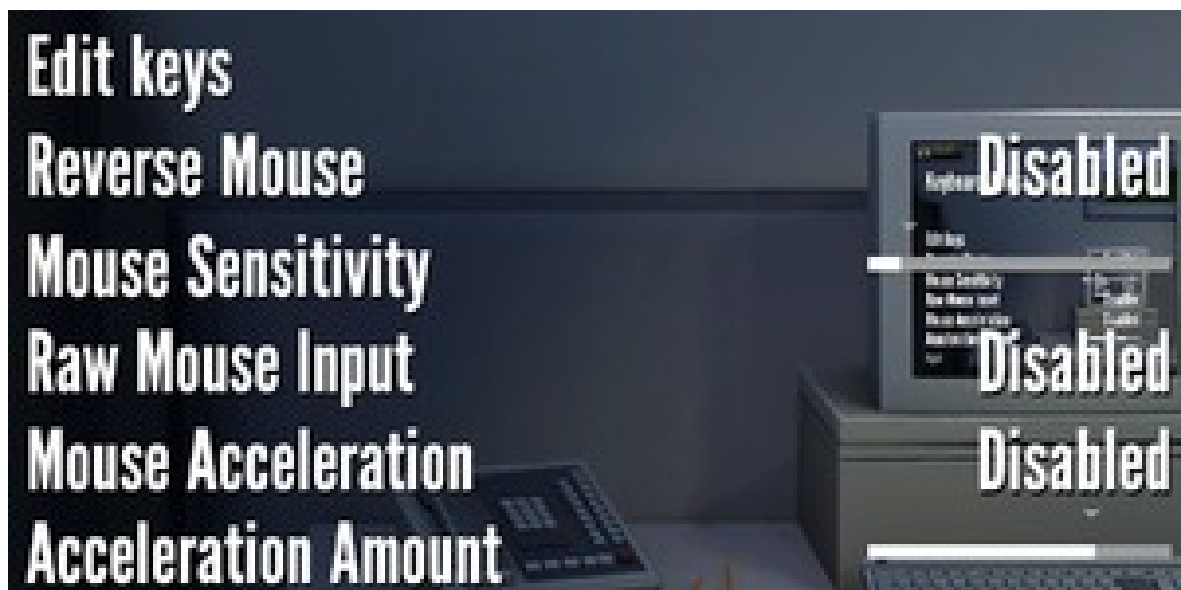 Edit keys
Reverse Mouse Disabled
Mouse Sensitivity
Raw Mouse Input Disabled
Mouse Acceleration Disabled
Acceleration Amount